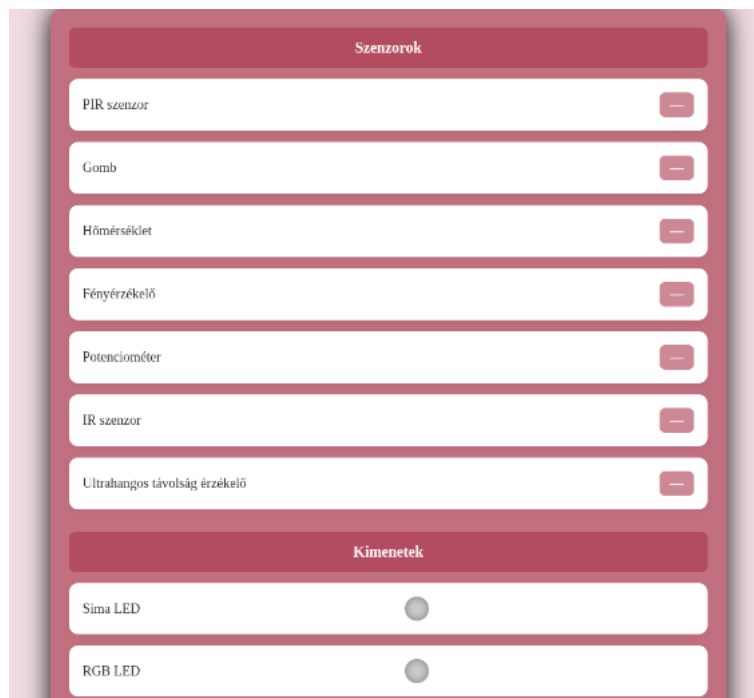 Szenzorok
PIR szenzor —
Gomb —
Hőmérséklet —
Fényérzékelő —
Potenciométer —
IR szenzor —
Ultrahangos távolság érzékelő —
Kimenetek
Sima LED
RGB LED